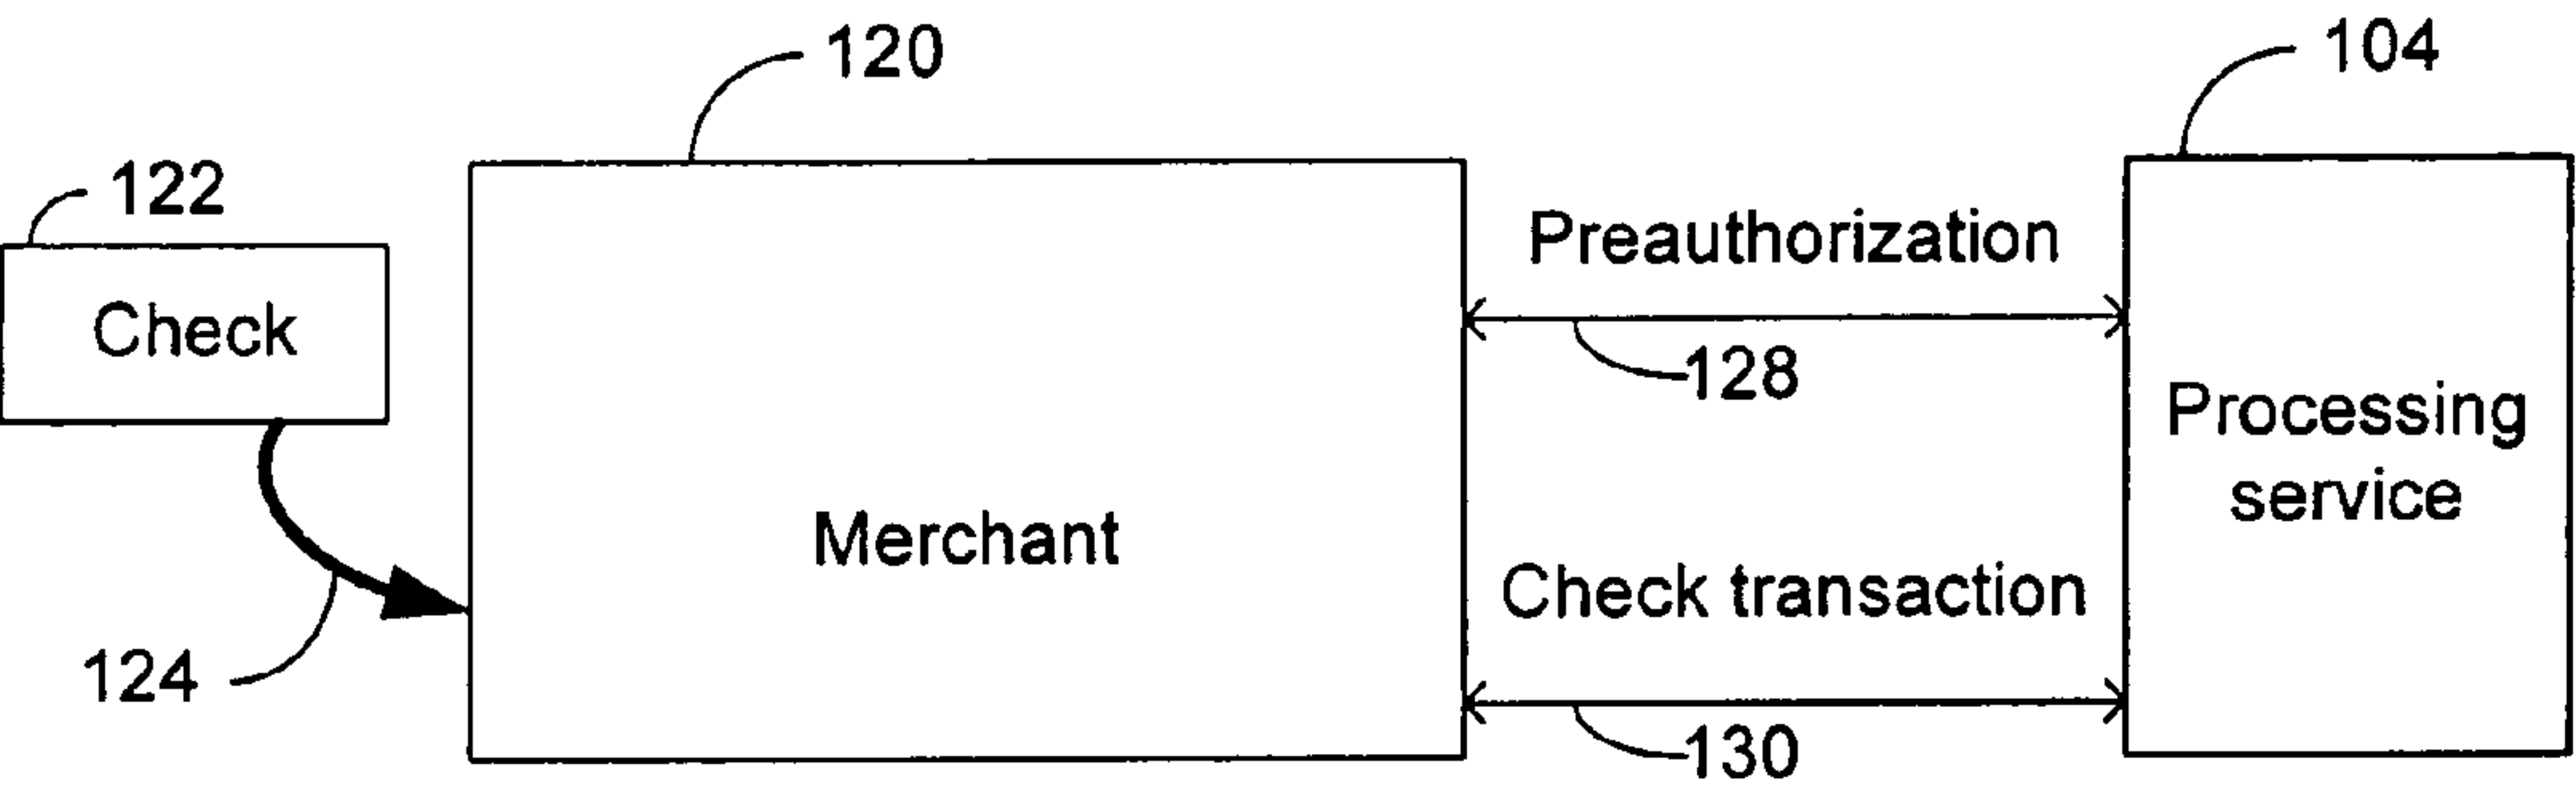 120
104
122
Preauthorization
Check
128
Processing
service
Merchant
Check transaction
124
130